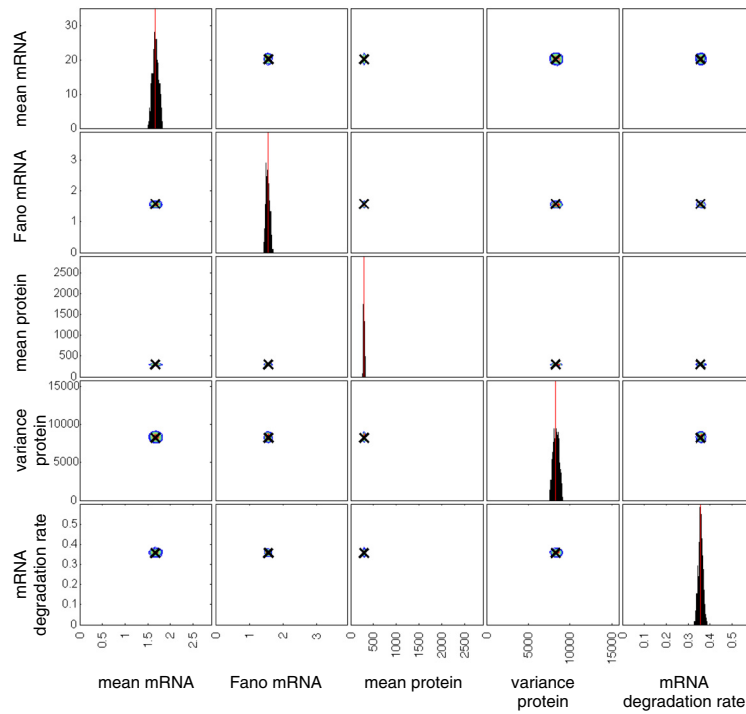 mean mRNA
30
20
10
0
Fano mRNA
3
2
1
0
mean protein
2500
2000
1500
1000
500
0
variance
protein
15000
10000
5000
0
mRNA
degradation rate
0.5
0.4
0.3
0.2
0.1
0
0 0.5 1 1.5 2 2.5
0 1 2 3
0 500 1000 1500 2000 2500
0 5000 10000 15000
0 0.1 0.2 0.3 0.4 0.5
mean mRNA
Fano mRNA
mean protein
variance
protein
mRNA
degradation rate